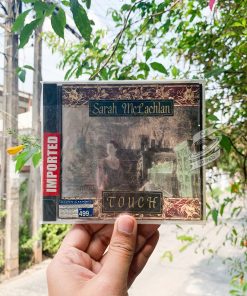 IMPORTED
Sarah McLachlan
TOUCH
499